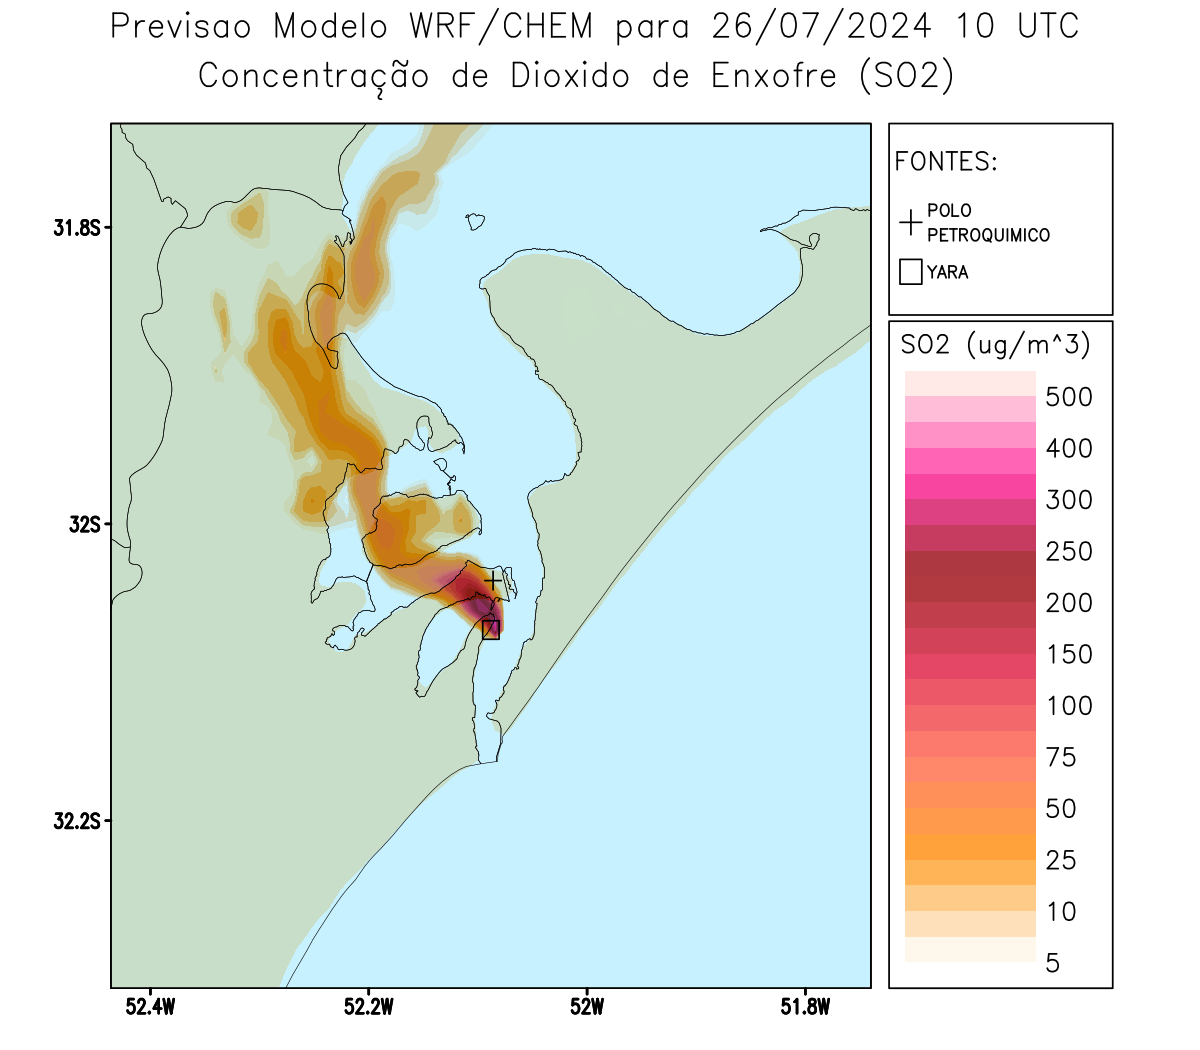 Previsao Modelo WRF/CHEM para 26/07/2024 10 UTC
Concentração de Dioxido de Enxofre (SO2)
FONTES:
POLO
PETROQUIMICO
YARA
SO2 (ug/m^3)
500
400
300
250
200
150
100
75
50
25
10
5
31.8S
32S
32.2S
52.4W
52.2W
52W
51.8W